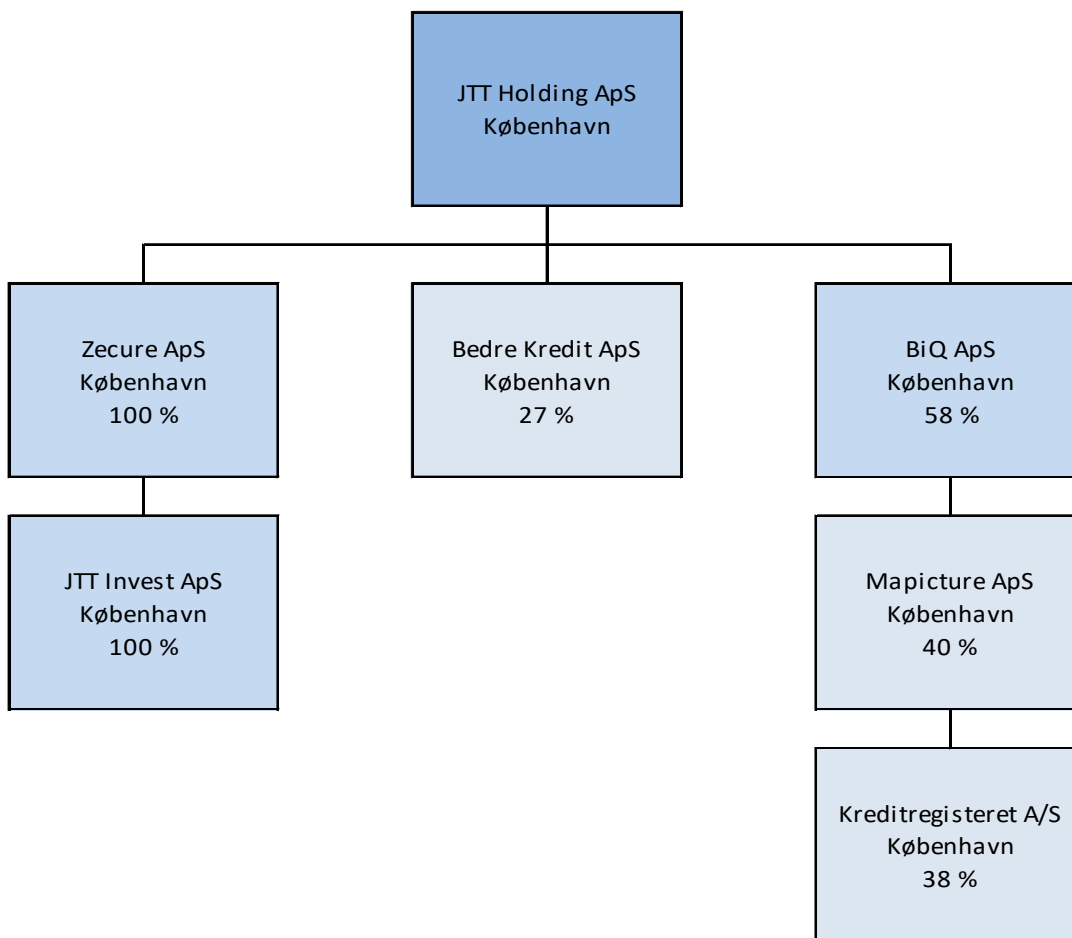 JTT Holding ApS
København
Zecure ApS
København
100 %
Bedre Kredit ApS
København
27 %
BiQ ApS
København
58 %
JTT Invest ApS
København
100 %
Mapicture ApS
København
40 %
Kreditregisteret A/S
København
38 %